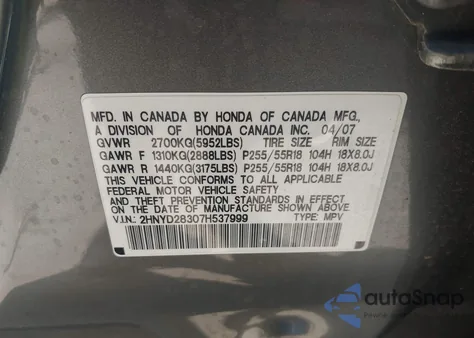 MFD. IN CANADA BY HONDA OF CANADA MFG.,
A DIVISION OF HONDA CANADA INC. 04/07
GVWR 2700KG(5952LBS) TIRE SIZE RIM SIZE
GAWR F 1310KG(2888LBS) P255/55R18 104H 18X8.0J
GAWR R 1440KG(3175LBS) P255/55R18 104H 18X8.0J
THIS VEHICLE CONFORMS TO ALL APPLICABLE
FEDERAL MOTOR VEHICLE SAFETY AND
THEFT PREVENTION STANDARDS IN EFFECT ON
THE DATE OF MANUFACTURE SHOWN ABOVE.
V.I.N.: 2HNYD28307H537999 TYPE: MPV
autoSnap